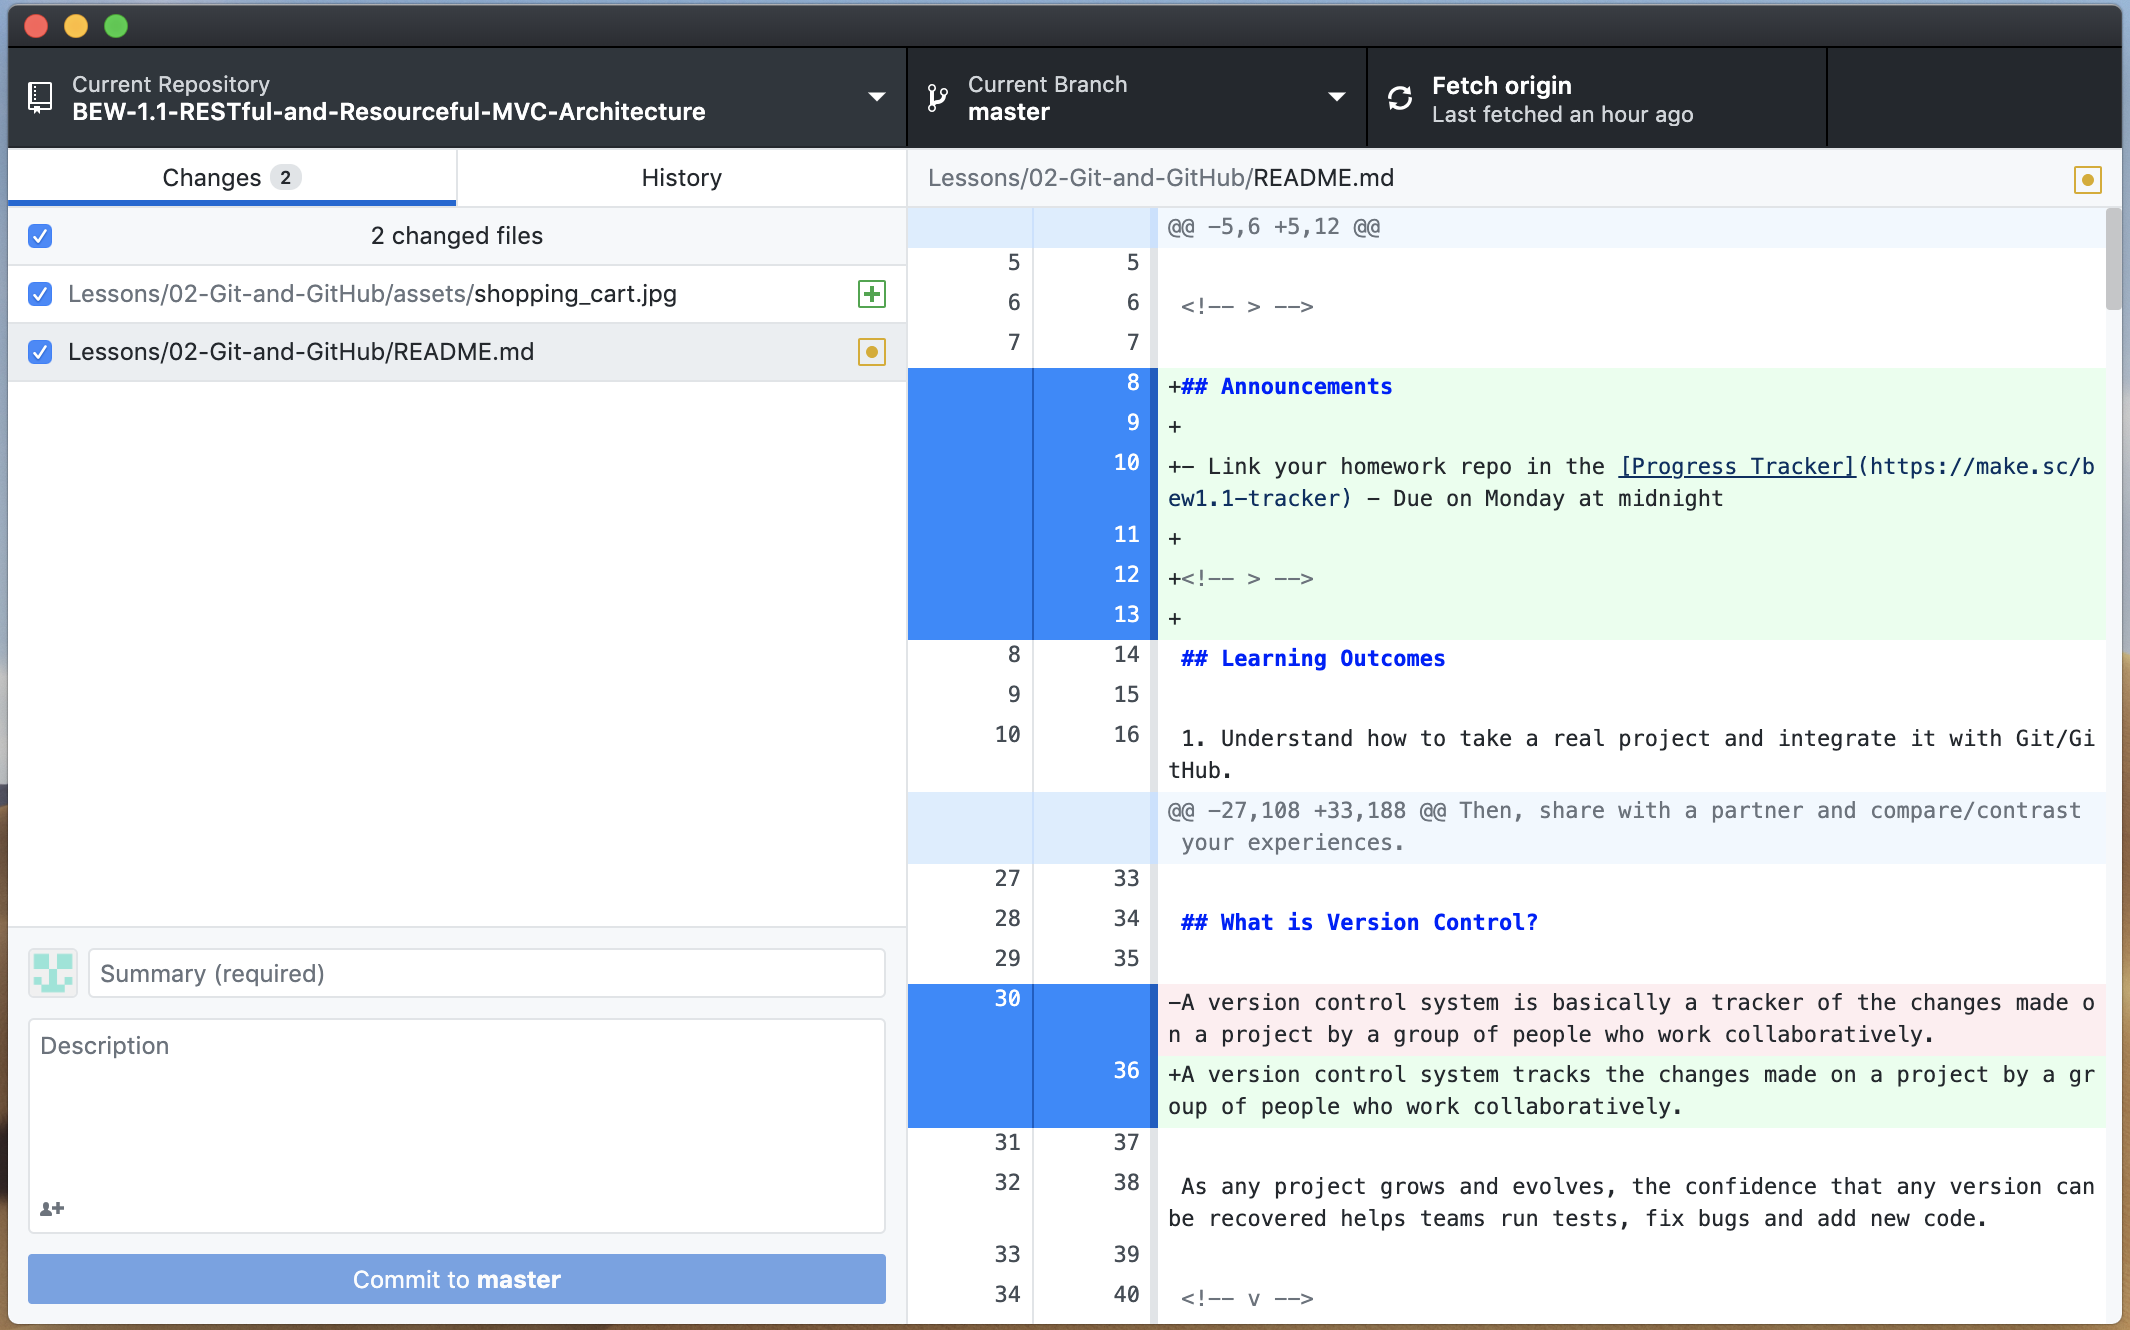 Current Repository
BEW-1.1-RESTful-and-Resourceful-MVC-Architecture
Current Branch
master
Fetch origin
Last fetched an hour ago
Changes 2
History
2 changed files
Lessons/02-Git-and-GitHub/assets/shopping_cart.jpg
Lessons/02-Git-and-GitHub/README.md
Summary (required)
Description
Commit to master
Lessons/02-Git-and-GitHub/README.md
@@ -5,6 +5,12 @@
5 5
6 6 <!-- > -->
7 7
8 +## Announcements
9 +
10 +- Link your homework repo in the [Progress Tracker](https://make.sc/b
ew1.1-tracker) - Due on Monday at midnight
11 +
12 +<!-- > -->
13 +
8 14 ## Learning Outcomes
9 15
10 16 1. Understand how to take a real project and integrate it with Git/Gi
tHub.
@@ -27,108 +33,188 @@ Then, share with a partner and compare/contrast
your experiences.
27 33
28 34 ## What is Version Control?
29 35
30 -A version control system is basically a tracker of the changes made o
n a project by a group of people who work collaboratively.
36 +A version control system tracks the changes made on a project by a gr
oup of people who work collaboratively.
31 37
32 38 As any project grows and evolves, the confidence that any version can
be recovered helps teams run tests, fix bugs and add new code.
33 39
34 40 <!-- v -->